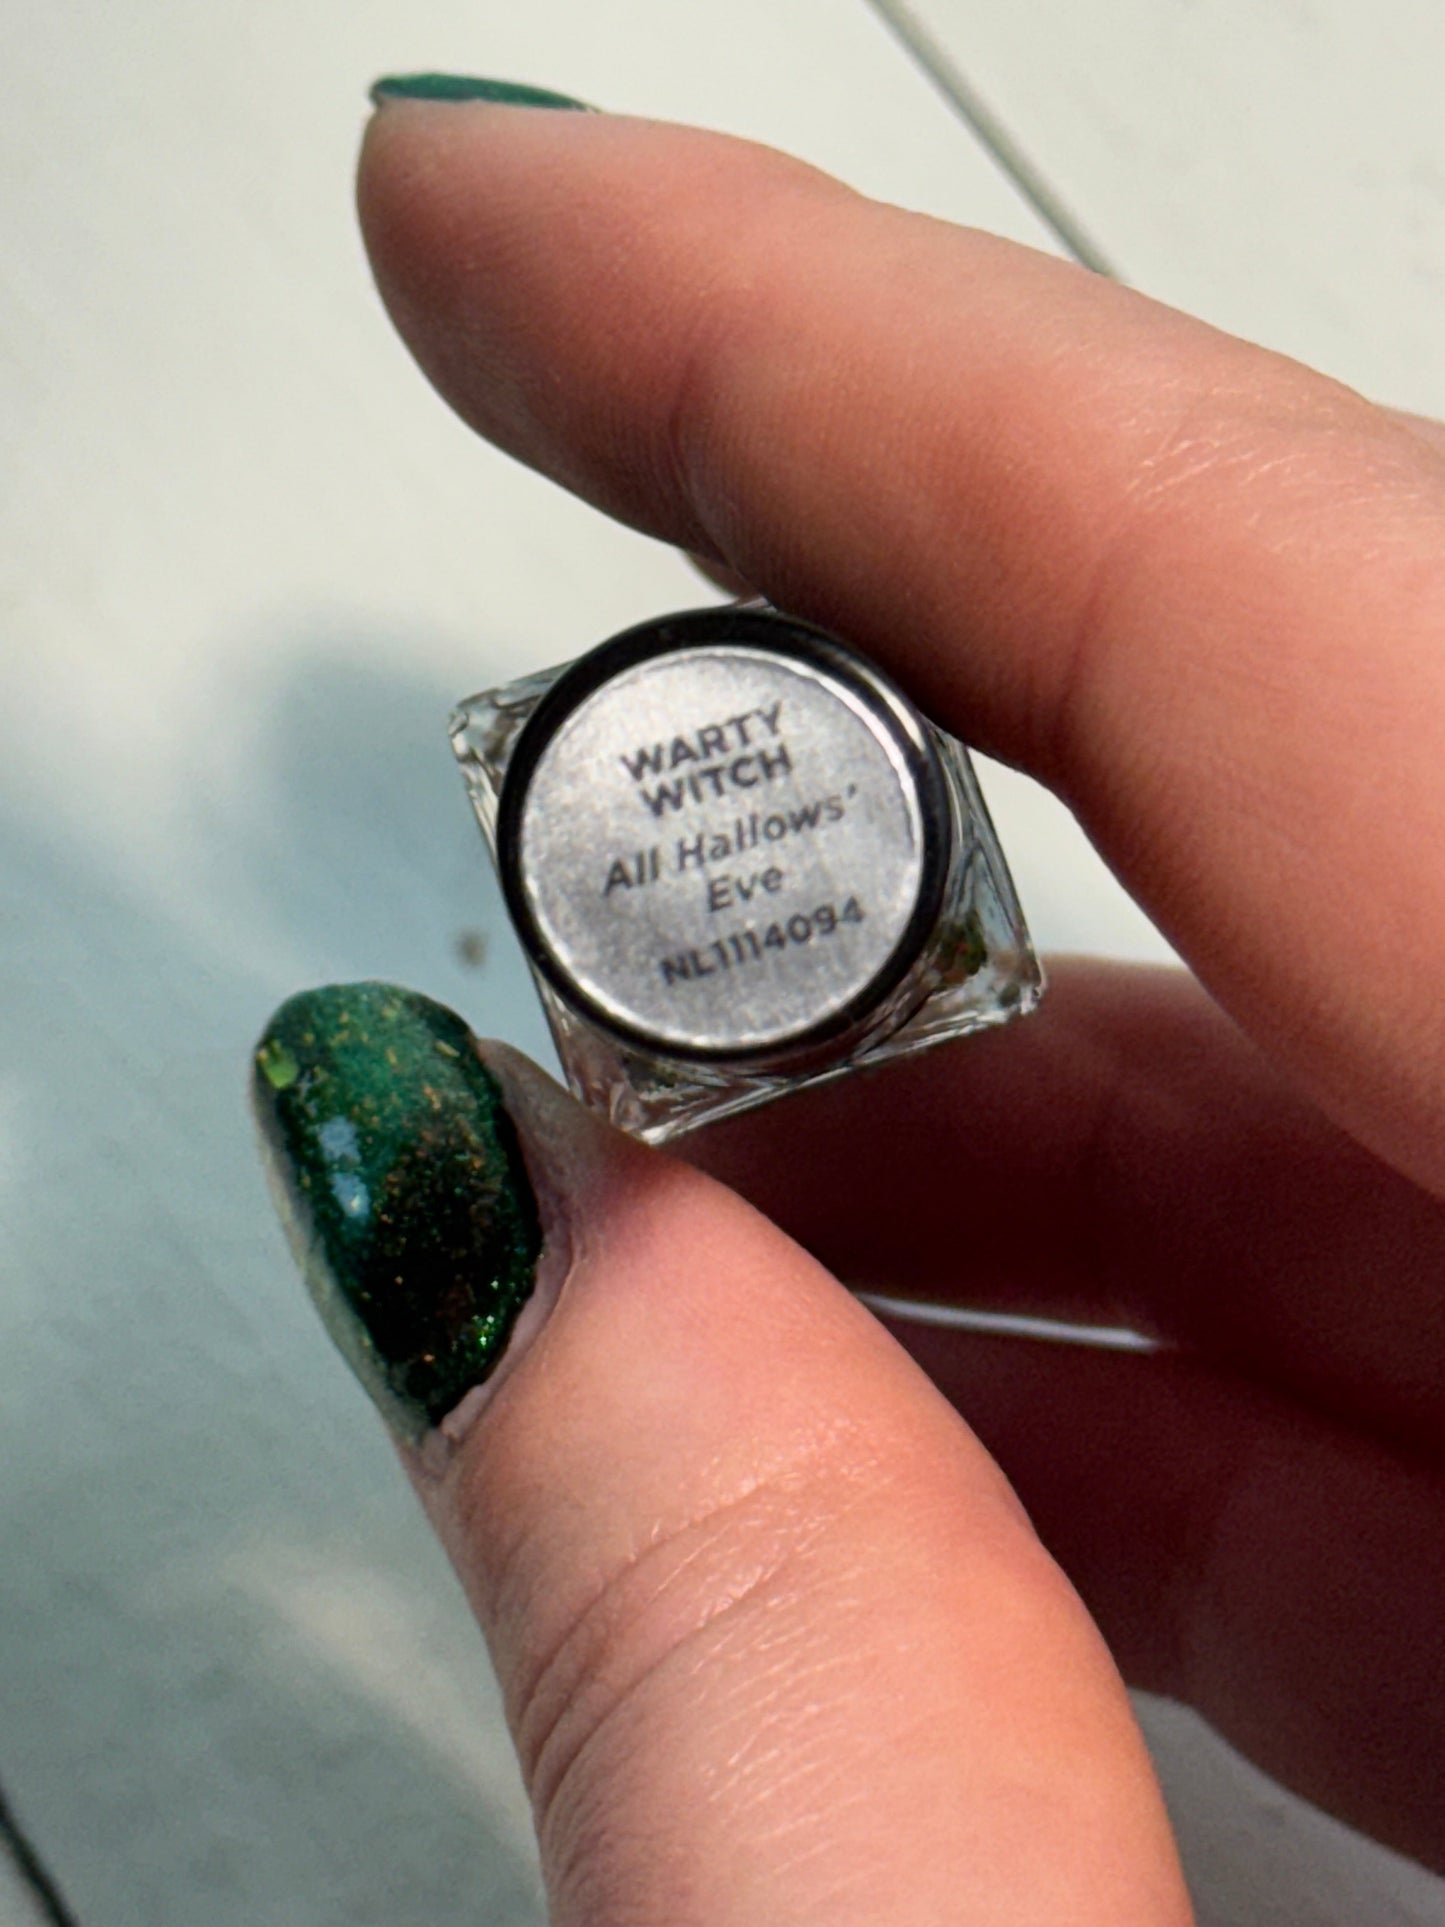 WARTY
WITCH
All Hallows'
Eve
NL1114094